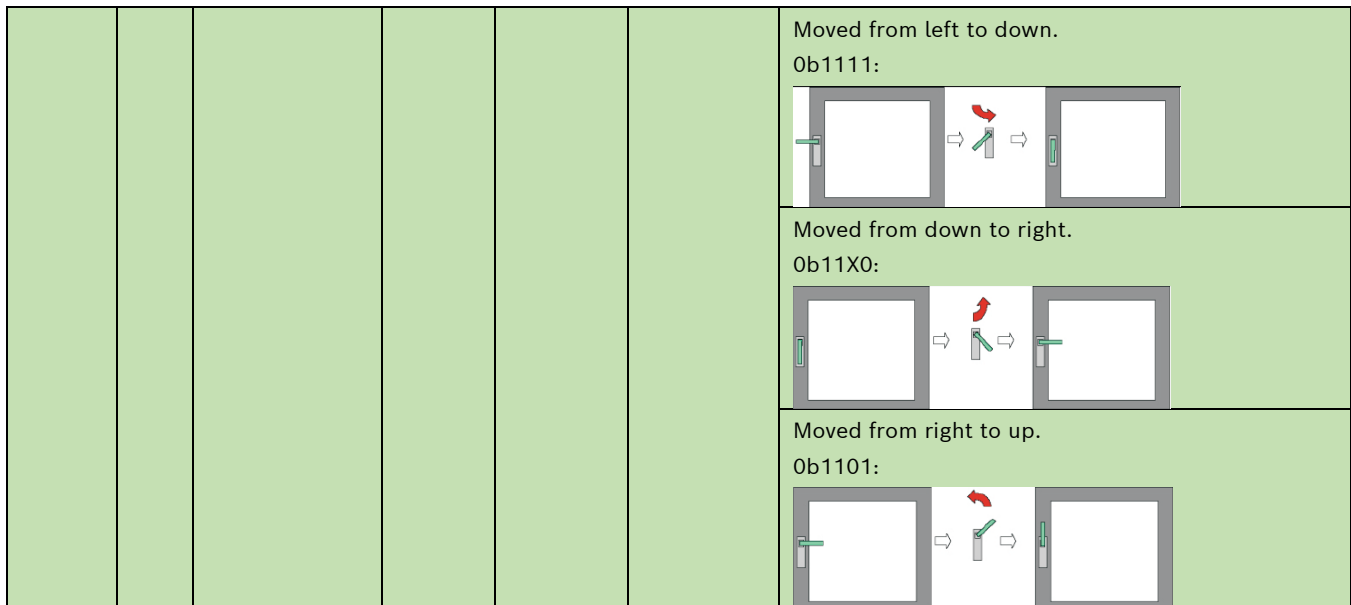 Moved from left to down.
0b1111:
Moved from down to right.
0b11X0:
Moved from right to up.
0b1101: